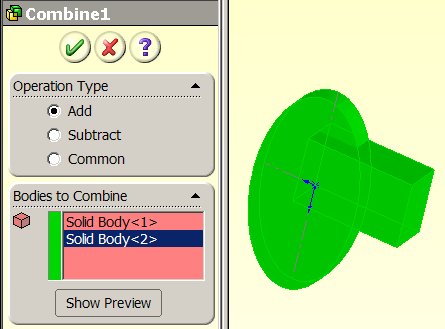 Combine1
?
Operation Type
Add
Subtract
Common
Bodies to Combine
Solid Body<1>
Solid Body<2>
Show Preview